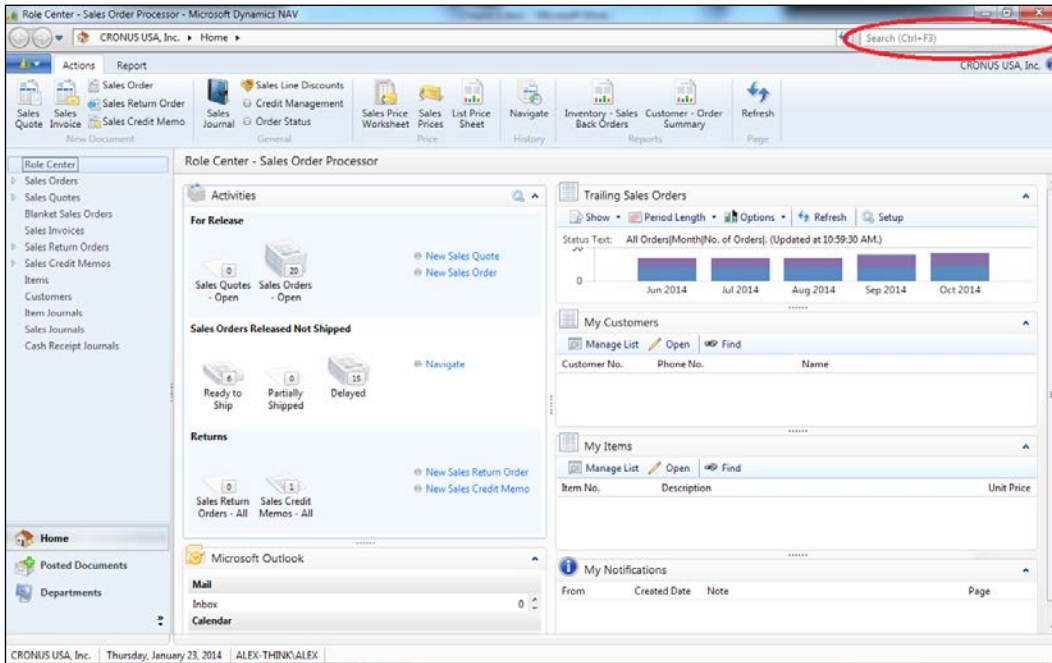 Role Center - Sales Order Processor - Microsoft Dynamics NAV
CRONUS USA, Inc. ▸ Home ▸
Search (Ctrl+F3)
Actions Report
CRONUS USA, Inc.
Sales Quote
Sales Invoice
Sales Order
Sales Return Order
Sales Credit Memo
New Document
Sales Journal
Sales Line Discounts
Credit Management
Order Status
General
Sales Price Worksheet
Sales Prices
List Price Sheet
Price
Navigate
History
Inventory - Sales Back Orders
Customer - Order Summary
Reports
Refresh
Page
Role Center
Sales Orders
Sales Quotes
Blanket Sales Orders
Sales Invoices
Sales Return Orders
Sales Credit Memos
Items
Customers
Item Journals
Sales Journals
Cash Receipt Journals
Home
Posted Documents
Departments
Role Center - Sales Order Processor
Activities
For Release
0
Sales Quotes - Open
20
Sales Orders - Open
New Sales Quote
New Sales Order
Sales Orders Released Not Shipped
6
Ready to Ship
0
Partially Shipped
15
Delayed
Navigate
Returns
0
Sales Return Orders - All
1
Sales Credit Memos - All
New Sales Return Order
New Sales Credit Memo
Microsoft Outlook
Mail
Inbox 0
Calendar
Trailing Sales Orders
Show Period Length Options Refresh Setup
Status Text: All Orders|Month|No. of Orders|. (Updated at 10:59:30 AM.)
0
Jun 2014 Jul 2014 Aug 2014 Sep 2014 Oct 2014
My Customers
Manage List Open Find
Customer No. Phone No. Name
My Items
Manage List Open Find
Item No. Description Unit Price
My Notifications
From Created Date Note Page
CRONUS USA, Inc. Thursday, January 23, 2014 ALEX-THINK\ALEX